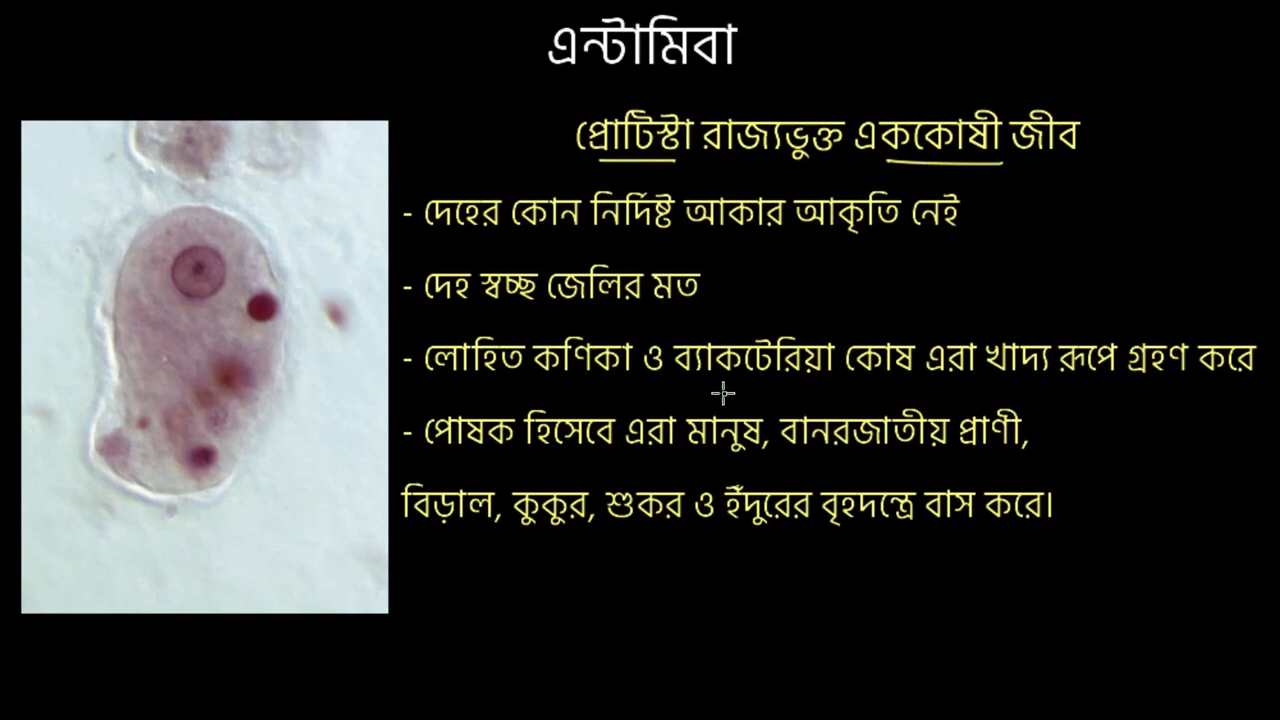 এন্টামিবা
প্রোটিস্টা রাজ্যভুক্ত এককোষী জীব
- দেহের কোন নির্দিষ্ট আকার আকৃতি নেই
- দেহ স্বচ্ছ জেলির মত
- লোহিত কণিকা ও ব্যাকটেরিয়া কোষ এরা খাদ্য রূপে গ্রহণ করে
- পোষক হিসেবে এরা মানুষ, বানরজাতীয় প্রাণী,
বিড়াল, কুকুর, শুকর ও ইঁদুরের বৃহদন্ত্রে বাস করে।